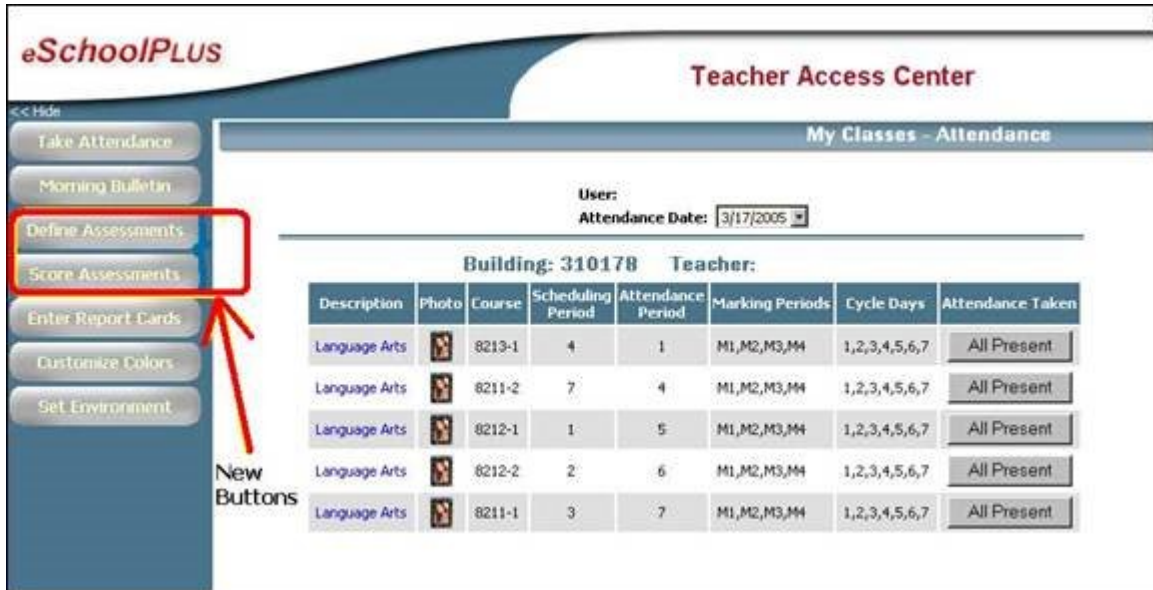 eSchoolPLUS
Teacher Access Center
<< Hide
Take Attendance
My Classes - Attendance
Morning Bulletin
User:
Attendance Date: 3/17/2005
Define Assessments
Score Assessments
Enter Report Cards
Customize Colors
Set Environment
New
Buttons
Building: 310178 Teacher:
Description Photo Course Scheduling Period Attendance Period Marking Periods Cycle Days Attendance Taken
Language Arts 8213-1 4 1 M1,M2,M3,M4 1,2,3,4,5,6,7 All Present
Language Arts 8211-2 7 4 M1,M2,M3,M4 1,2,3,4,5,6,7 All Present
Language Arts 8212-1 1 5 M1,M2,M3,M4 1,2,3,4,5,6,7 All Present
Language Arts 8212-2 2 6 M1,M2,M3,M4 1,2,3,4,5,6,7 All Present
Language Arts 8211-1 3 7 M1,M2,M3,M4 1,2,3,4,5,6,7 All Present